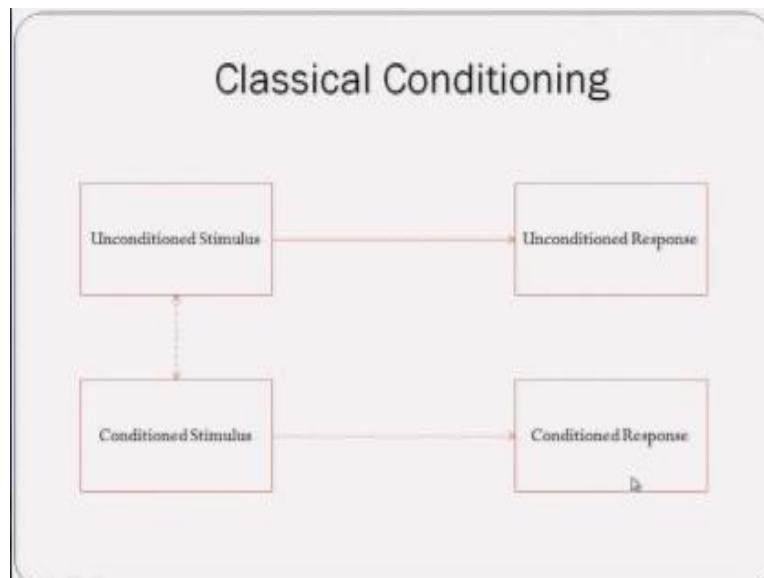 Classical Conditioning
Unconditioned Stimulus
Unconditioned Response
Conditioned Stimulus
Conditioned Response